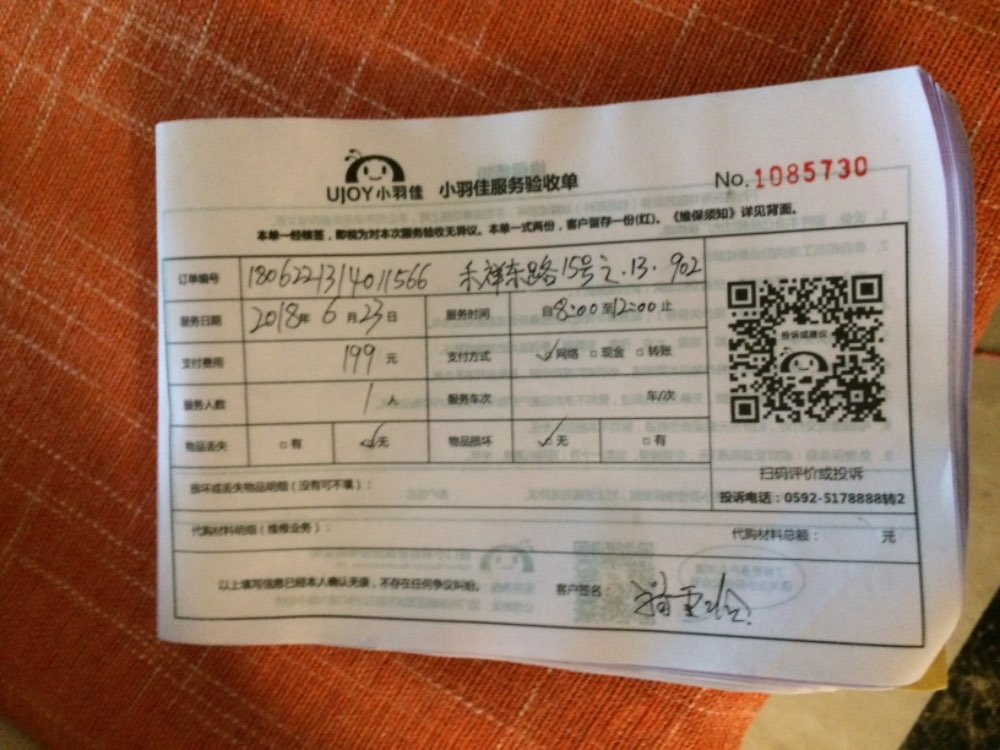 UJOY小羽佳 小羽佳服务验收单 No.1085730
本单一经核签，即视为对本次服务验收无异议。本单一式两份，客户留存一份(红)。《维保须知》详见背面。
订单编号 1806221314011566 禾祥东路15号之.13.902
服务日期 2018年6月23日 服务时间 自8:00至12:00止
支付费用 199元 支付方式 ✓网络 □现金 □转账
服务人数 1人 服务车次 车/次
物品丢失 □有 ✓无 物品损坏 ✓无 □有
投诉或建议
扫码评价或投诉
投诉电话：0592-5178888转2
损坏或丢失物品明细（没有可不填）：
代购材料明细（维修业务）： 代购材料总额： 元
以上填写信息已经本人确认无误，不存在任何争议纠纷。 客户签名